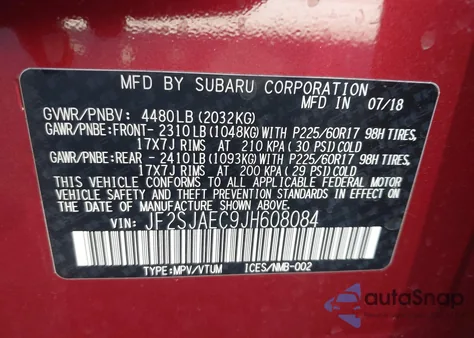 MFD BY SUBARU CORPORATION
GVWR/PNBV: 4480LB (2032KG) MFD IN 07/18
GAWR/PNBE:FRONT- 2310LB (1048KG)WITH P225/60R17 98H TIRES,
17X7J RIMS AT 210 KPA (30 PSI)COLD
GAWR/PNBE:REAR - 2410LB (1093KG)WITH P225/60R17 98H TIRES,
17X7J RIMS AT 200 KPA (29 PSI)COLD
THIS VEHICLE CONFORMS TO ALL APPLICABLE U.S. FEDERAL MOTOR
VEHICLE SAFETY AND THEFT PREVENTION STANDARDS IN EFFECT ON THE
DATE OF MANUFACTURE SHOWN ABOVE.
VIN: JF2SJAEC9JH608084
TYPE:MPV/VTUM ICES/NMB-002
autoSnap